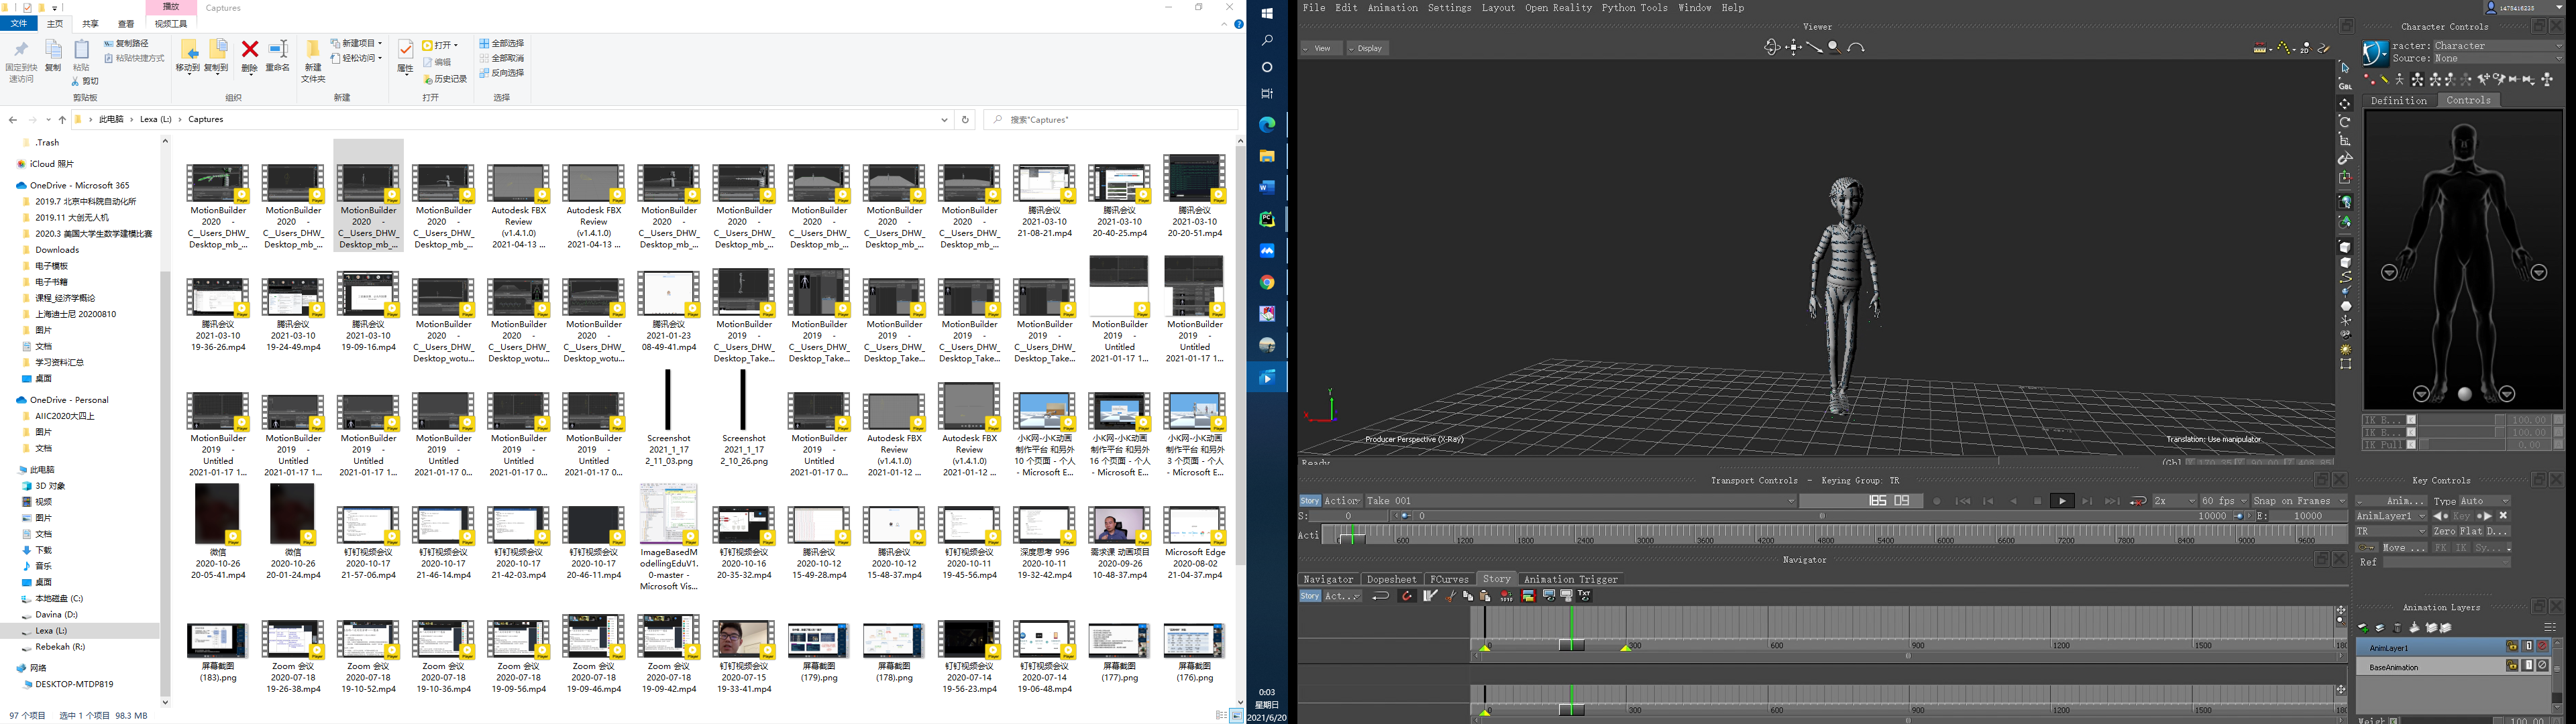 播放
Captures
文件
主页
共享
查看
视频工具
固定到快速访问
复制
粘贴
复制路径
粘贴快捷方式
剪切
剪贴板
移动到
复制到
删除
重命名
组织
新建
文件夹
新建项目
轻松访问
新建
属性
打开
编辑
历史记录
打开
全部选择
全部取消
反向选择
选择
此电脑 > Lexa (L:) > Captures
搜索"Captures"
.Trash
iCloud 照片
OneDrive - Microsoft 365
2019.7 北京中科院自动化所
2019.11 大创无人机
2020.3 美国大学生数学建模比赛
Downloads
电子模板
电子书籍
课程_经济学概论
上海迪士尼 20200810
图片
文档
学习资料汇总
桌面
OneDrive - Personal
AIIC2020大四上
图片
文档
此电脑
3D 对象
视频
图片
文档
下载
音乐
桌面
本地磁盘 (C:)
Davina (D:)
Lexa (L:)
Rebekah (R:)
网络
DESKTOP-MTDP819
97 个项目
选中 1 个项目 98.3 MB
MotionBuilder 2020 - C__Users_DHW_Desktop_mb_...
MotionBuilder 2020 - C__Users_DHW_Desktop_mb_...
MotionBuilder 2020 - C__Users_DHW_Desktop_mb_...
MotionBuilder 2020 - C__Users_DHW_Desktop_mb_...
Autodesk FBX Review (v1.4.1.0) 2021-04-13 ...
Autodesk FBX Review (v1.4.1.0) 2021-04-13 ...
MotionBuilder 2020 - C__Users_DHW_Desktop_mb_...
MotionBuilder 2020 - C__Users_DHW_Desktop_mb_...
MotionBuilder 2020 - C__Users_DHW_Desktop_mb_...
MotionBuilder 2020 - C__Users_DHW_Desktop_mb_...
MotionBuilder 2020 - C__Users_DHW_Desktop_mb_...
腾讯会议 2021-03-10 21-08-21.mp4
腾讯会议 2021-03-10 20-40-25.mp4
腾讯会议 2021-03-10 20-20-51.mp4
腾讯会议 2021-03-10 19-36-26.mp4
腾讯会议 2021-03-10 19-24-49.mp4
腾讯会议 2021-03-10 19-09-16.mp4
MotionBuilder 2019 - C__Users_DHW_Desktop_wotu...
MotionBuilder 2019 - C__Users_DHW_Desktop_wotu...
MotionBuilder 2019 - C__Users_DHW_Desktop_wotu...
腾讯会议 2021-01-23 08-49-41.mp4
MotionBuilder 2019 - C__Users_DHW_Desktop_Take...
MotionBuilder 2019 - C__Users_DHW_Desktop_Take...
MotionBuilder 2019 - C__Users_DHW_Desktop_Take...
MotionBuilder 2019 - C__Users_DHW_Desktop_Take...
MotionBuilder 2019 - C__Users_DHW_Desktop_Take...
MotionBuilder 2019 - Untitled 2021-01-17 1...
MotionBuilder 2019 - Untitled 2021-01-17 1...
MotionBuilder 2019 - Untitled 2021-01-17 1...
MotionBuilder 2019 - Untitled 2021-01-17 1...
MotionBuilder 2019 - Untitled 2021-01-17 1...
MotionBuilder 2019 - Untitled 2021-01-17 0...
MotionBuilder 2019 - Untitled 2021-01-17 0...
MotionBuilder 2019 - Untitled 2021-01-17 0...
Screenshot 2021_1_17 2_11_03.png
Screenshot 2021_1_17 2_10_26.png
MotionBuilder 2019 - Untitled 2021-01-17 0...
Autodesk FBX Review (v1.4.1.0) 2021-01-12 ...
Autodesk FBX Review (v1.4.1.0) 2021-01-12 ...
小K网-小K动画制作平台 和另外 10 个页面 - 个人 - Microsoft E...
小K网-小K动画制作平台 和另外 16 个页面 - 个人 - Microsoft E...
小K网-小K动画制作平台 和另外 3 个页面 - 个人 - Microsoft E...
微信 2020-10-26 20-05-41.mp4
微信 2020-10-26 20-01-24.mp4
钉钉视频会议 2020-10-17 21-57-06.mp4
钉钉视频会议 2020-10-17 21-46-14.mp4
钉钉视频会议 2020-10-17 21-42-03.mp4
钉钉视频会议 2020-10-17 20-46-11.mp4
ImageBasedModellingEduV1.0-master - Microsoft Vis...
钉钉视频会议 2020-10-16 20-35-32.mp4
腾讯会议 2020-10-12 15-49-28.mp4
腾讯会议 2020-10-12 15-48-37.mp4
钉钉视频会议 2020-10-11 19-45-56.mp4
深度思考 996 2020-10-11 19-32-42.mp4
需求课 动画项目 2020-09-26 10-48-37.mp4
Microsoft Edge 2020-08-02 21-04-37.mp4
屏幕截图 (183).png
Zoom 会议 2020-07-18 19-26-38.mp4
Zoom 会议 2020-07-18 19-10-52.mp4
Zoom 会议 2020-07-18 19-10-36.mp4
Zoom 会议 2020-07-18 19-09-56.mp4
Zoom 会议 2020-07-18 19-09-46.mp4
Zoom 会议 2020-07-18 19-09-42.mp4
钉钉视频会议 2020-07-15 19-33-41.mp4
屏幕截图 (179).png
屏幕截图 (178).png
钉钉视频会议 2020-07-14 19-56-23.mp4
钉钉视频会议 2020-07-14 19-06-48.mp4
屏幕截图 (177).png
屏幕截图 (176).png
0:03
星期日
2021/6/20
File Edit Animation Settings Layout Open Reality Python Tools Window Help
Viewer
View
Display
Producer Perspective (X-Ray)
Translation: Use manipulator
Ready
Character Controls
racter: Character
Source: None
Definition
Controls
IK B... 100.00
IK B... 100.00
IK Full 0.00
Transport Controls - Keying Group: TR
Story Action Take 001
185 09
2x
60 fps
Snap on Frames
S: 0
0
10000 E: 10000
Acti
600 1200 1800 2400 3000 3600 4200 4800 5400 6000 6600 7200 7800 8400 9000 9600
Navigator
Navigator Dopesheet FCurves Story Animation Trigger
Story Act...
0 300 600 900 1200 1500 180
0 300 600 900 1200 1500 180
Key Controls
Anim... Type Auto
AnimLayer1 Key
TR Zero Flat D...
Move ... FK IK Sy...
Ref
Animation Layers
AnimLayer1
BaseAnimation